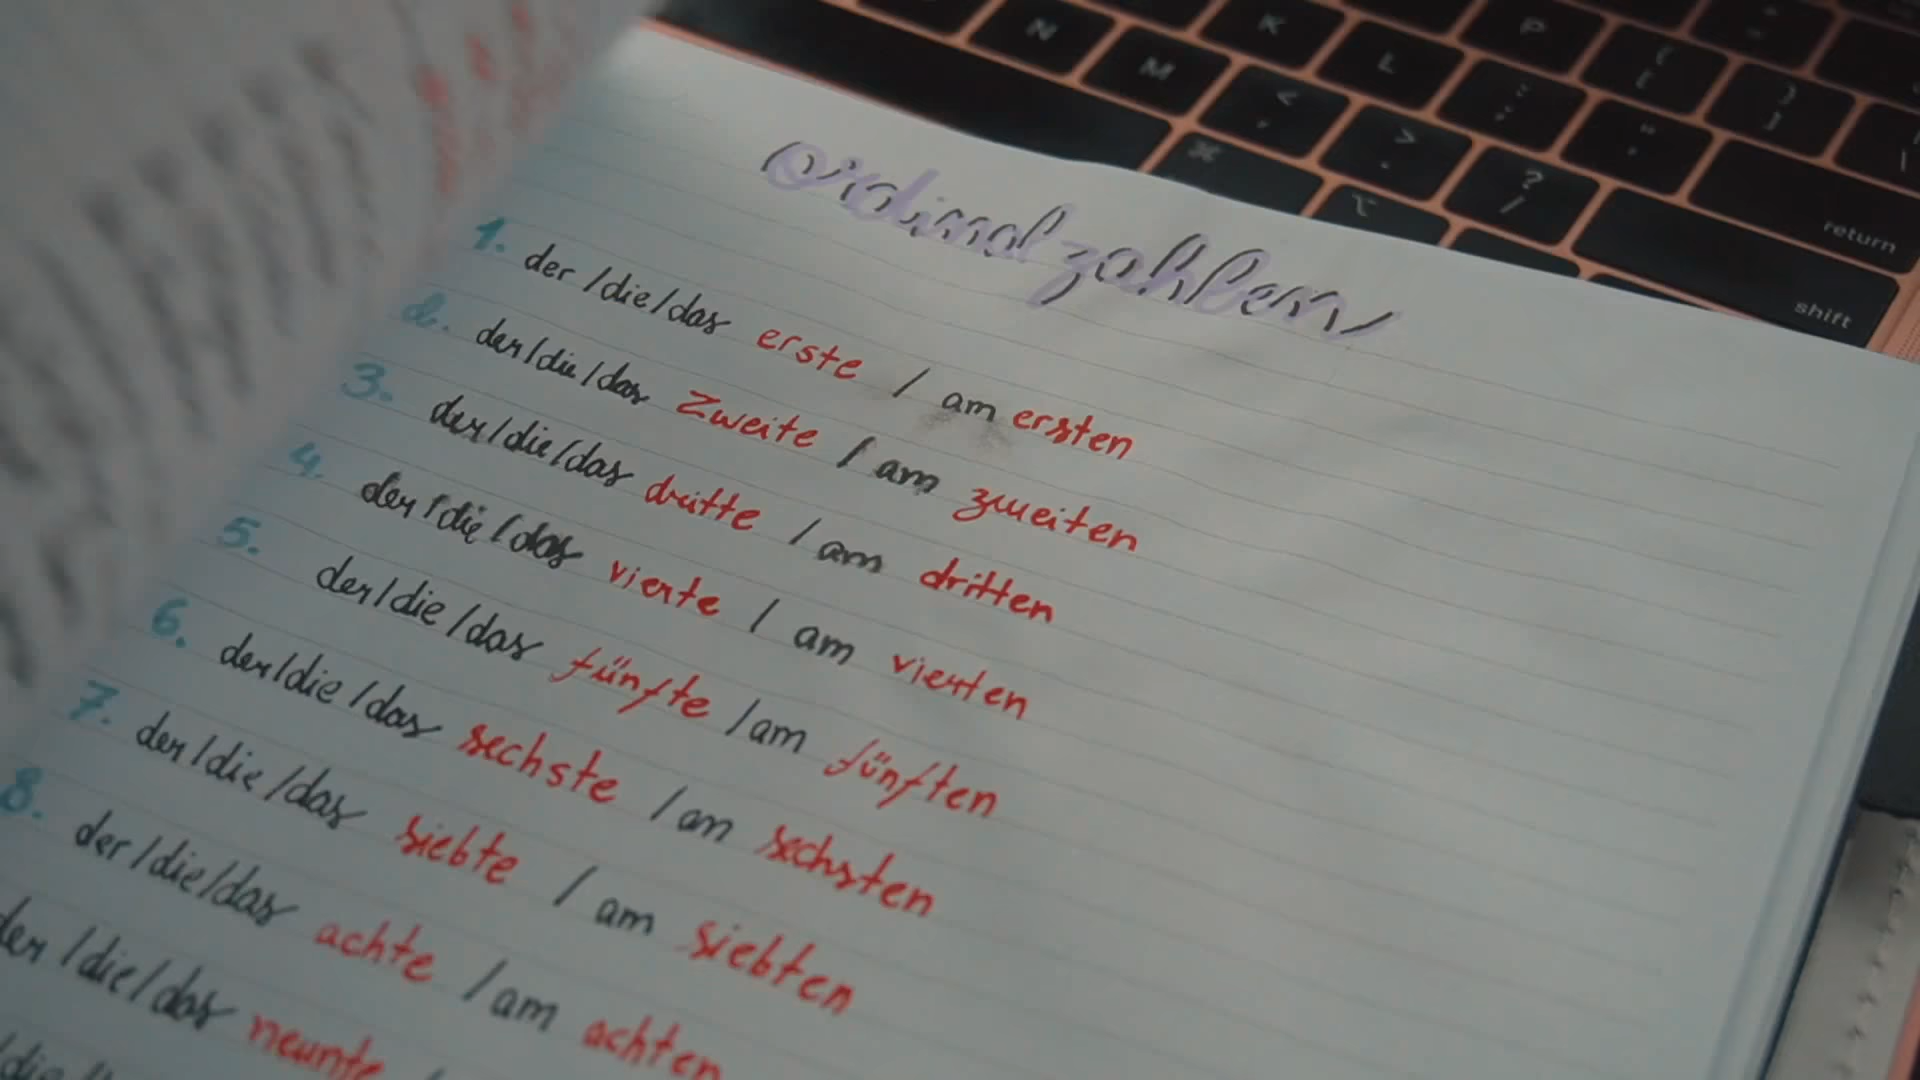 N K P
M L { [
< , : ; } ]
⌘ > . " '
⌥ ? / return
shift
Ordinalzahlen
1. der/die/das erste / am ersten
2. der/die/das zweite / am zweiten
3. der/die/das dritte / am dritten
4. der/die/das vierte / am vierten
5. der/die/das fünfte / am fünften
6. der/die/das sechste / am sechsten
7. der/die/das siebte / am siebten
8. der/die/das achte / am achten
der/die/das neunte /
/die/